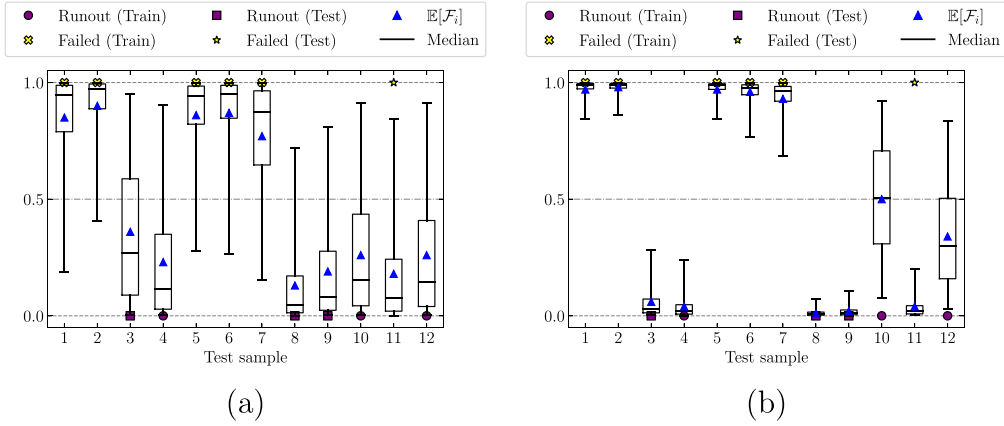 Runout (Train) Runout (Test) 𝔼[ℱᵢ]
Failed (Train) Failed (Test) Median
1.0
0.5
0.0
1 2 3 4 5 6 7 8 9 10 11 12
Test sample
(a)
Runout (Train) Runout (Test) 𝔼[ℱᵢ]
Failed (Train) Failed (Test) Median
1.0
0.5
0.0
1 2 3 4 5 6 7 8 9 10 11 12
Test sample
(b)